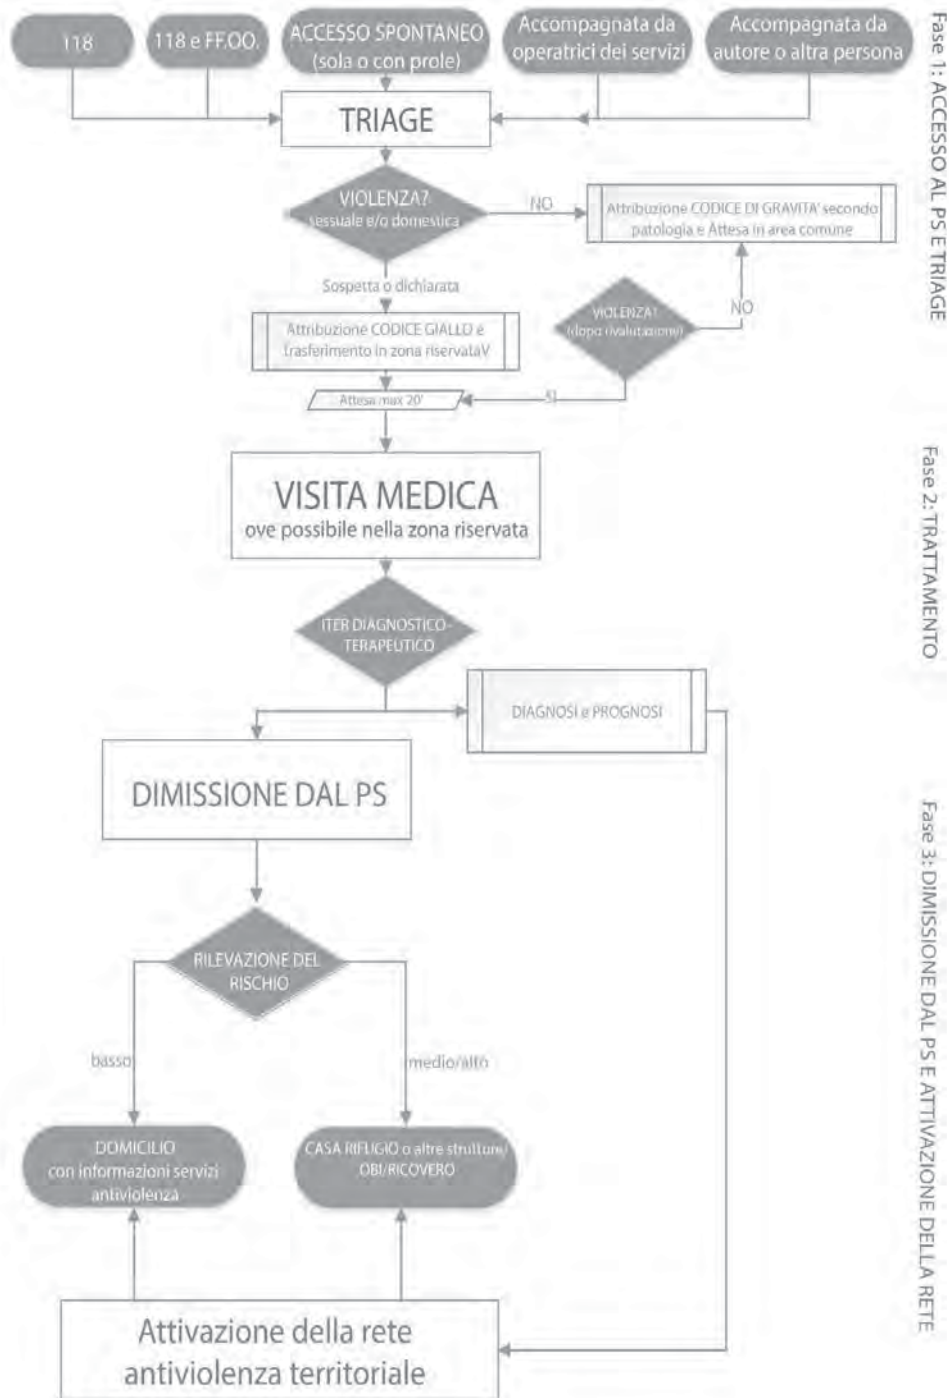 118
118 e FF.OO.
ACCESSO SPONTANEO
(sola o con prole)
Accompagnata da
operatrici dei servizi
Accompagnata da
autore o altra persona
Fase 1: ACCESSO AL PS E TRIAGE
TRIAGE
VIOLENZA?
sessuale e/o domestica
NO
Attribuzione CODICE DI GRAVITA' secondo
patologia e Attesa in area comune
Sospetta o dichiarata
VIOLENZA?
(dopo rivalutazione)
NO
Attribuzione CODICE GIALLO e
trasferimento in zona riservataV
Attesa max 20'
SI
Fase 2: TRATTAMENTO
VISITA MEDICA
ove possibile nella zona riservata
ITER DIAGNOSTICO-
TERAPEUTICO
DIAGNOSI e PROGNOSI
DIMISSIONE DAL PS
Fase 3: DIMISSIONE DAL PS E ATTIVAZIONE DELLA RETE
RILEVAZIONE DEL
RISCHIO
basso
medio/alto
DOMICILIO
con informazioni servizi
antiviolenza
CASA RIFUGIO o altre strutture/
OBI/RICOVERO
Attivazione della rete
antiviolenza territoriale